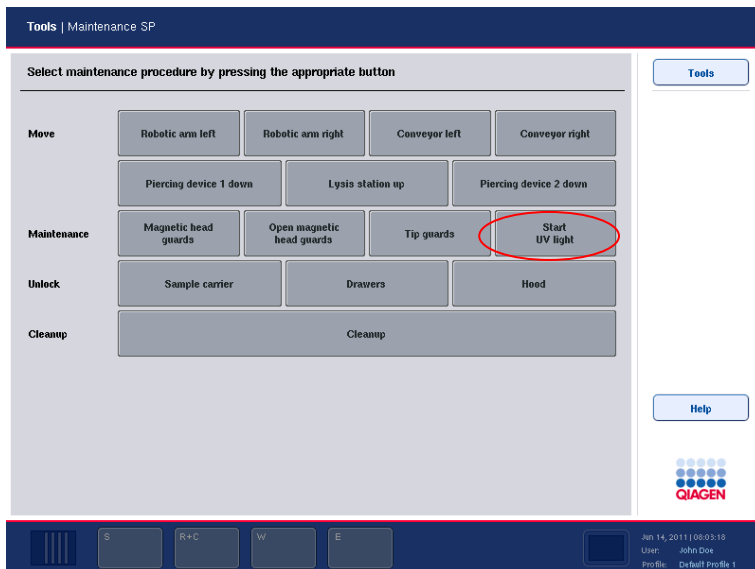 Tools | Maintenance SP
Select maintenance procedure by pressing the appropriate button
Tools
Move
Robotic arm left
Robotic arm right
Conveyor left
Conveyor right
Piercing device 1 down
Lysis station up
Piercing device 2 down
Maintenance
Magnetic head
guards
Open magnetic
head guards
Tip guards
Start
UV light
Unlock
Sample carrier
Drawers
Hood
Cleanup
Cleanup
Help
QIAGEN
S
R+C
W
E
Jun 14, 2011 | 08:03:18
User: John Doe
Profile: Default Profile 1